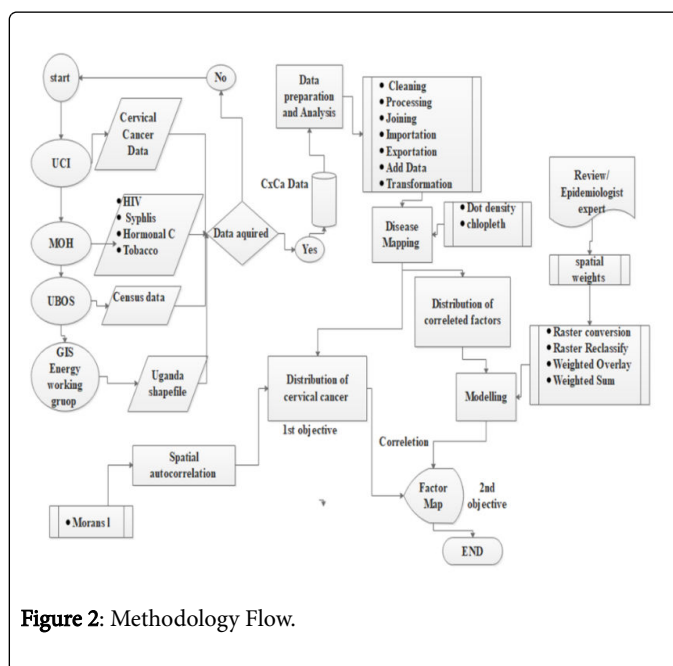 start
No
UCI
Cervical
Cancer
Data
MOH
• HIV
• Syphlis
• Hormonal C
• Tobacco
UBOS
Census data
GIS
Energy
working
gruop
Uganda
shapefile
Data aquired
Yes
CxCa Data
Data
preparation
and Analysis
• Cleaning
• Processing
• Joining
• Importation
• Exportation
• Add Data
• Transformation
Disease
Mapping
• Dot density
• chlopleth
Review/
Epidemiologist
expert
spatial
weights
Distribution of
correleted factors
• Raster conversion
• Raster Reclassify
• Weighted Overlay
• Weighted Sum
Modelling
Distribution of
cervical cancer
1st objective
Spatial
autocorrelation
• Morans I
Correletion
Factor
Map
2nd
objective
END
Figure 2: Methodology Flow.